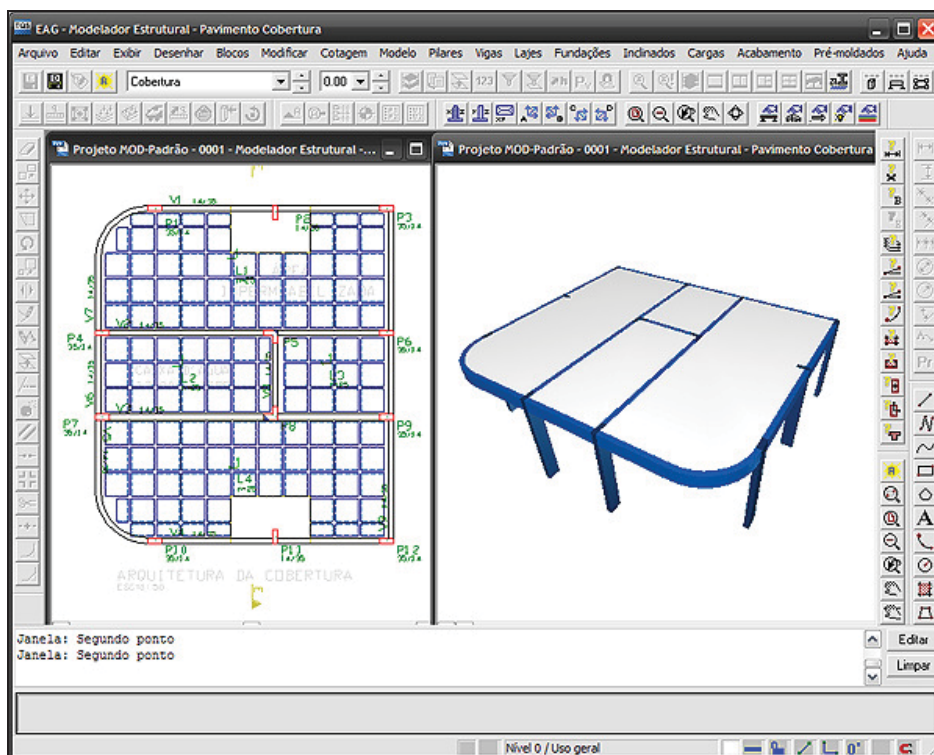 EAG - Modelador Estrutural - Pavimento Cobertura
Arquivo Editar Exibir Desenhar Blocos Modificar Cotagem Modelo Pilares Vigas Lajes Fundações Inclinados Cargas Acabamento Pré-moldados Ajuda
Cobertura 0.00
Projeto MOD-Padrão - 0001 - Modelador Estrutural -...
Projeto MOD-Padrão - 0001 - Modelador Estrutural - Pavimento Cobertura
V1
P1
P2
P3
L1
IMPERMEABILIZADA
V7
P4
P5
P6
L2
L3
V3
P7
P8
P9
L4
P10
P11
P12
ARQUITETURA DA COBERTURA
Janela: Segundo ponto
Janela: Segundo ponto
Editar
Limpar
Nível 0 / Uso geral